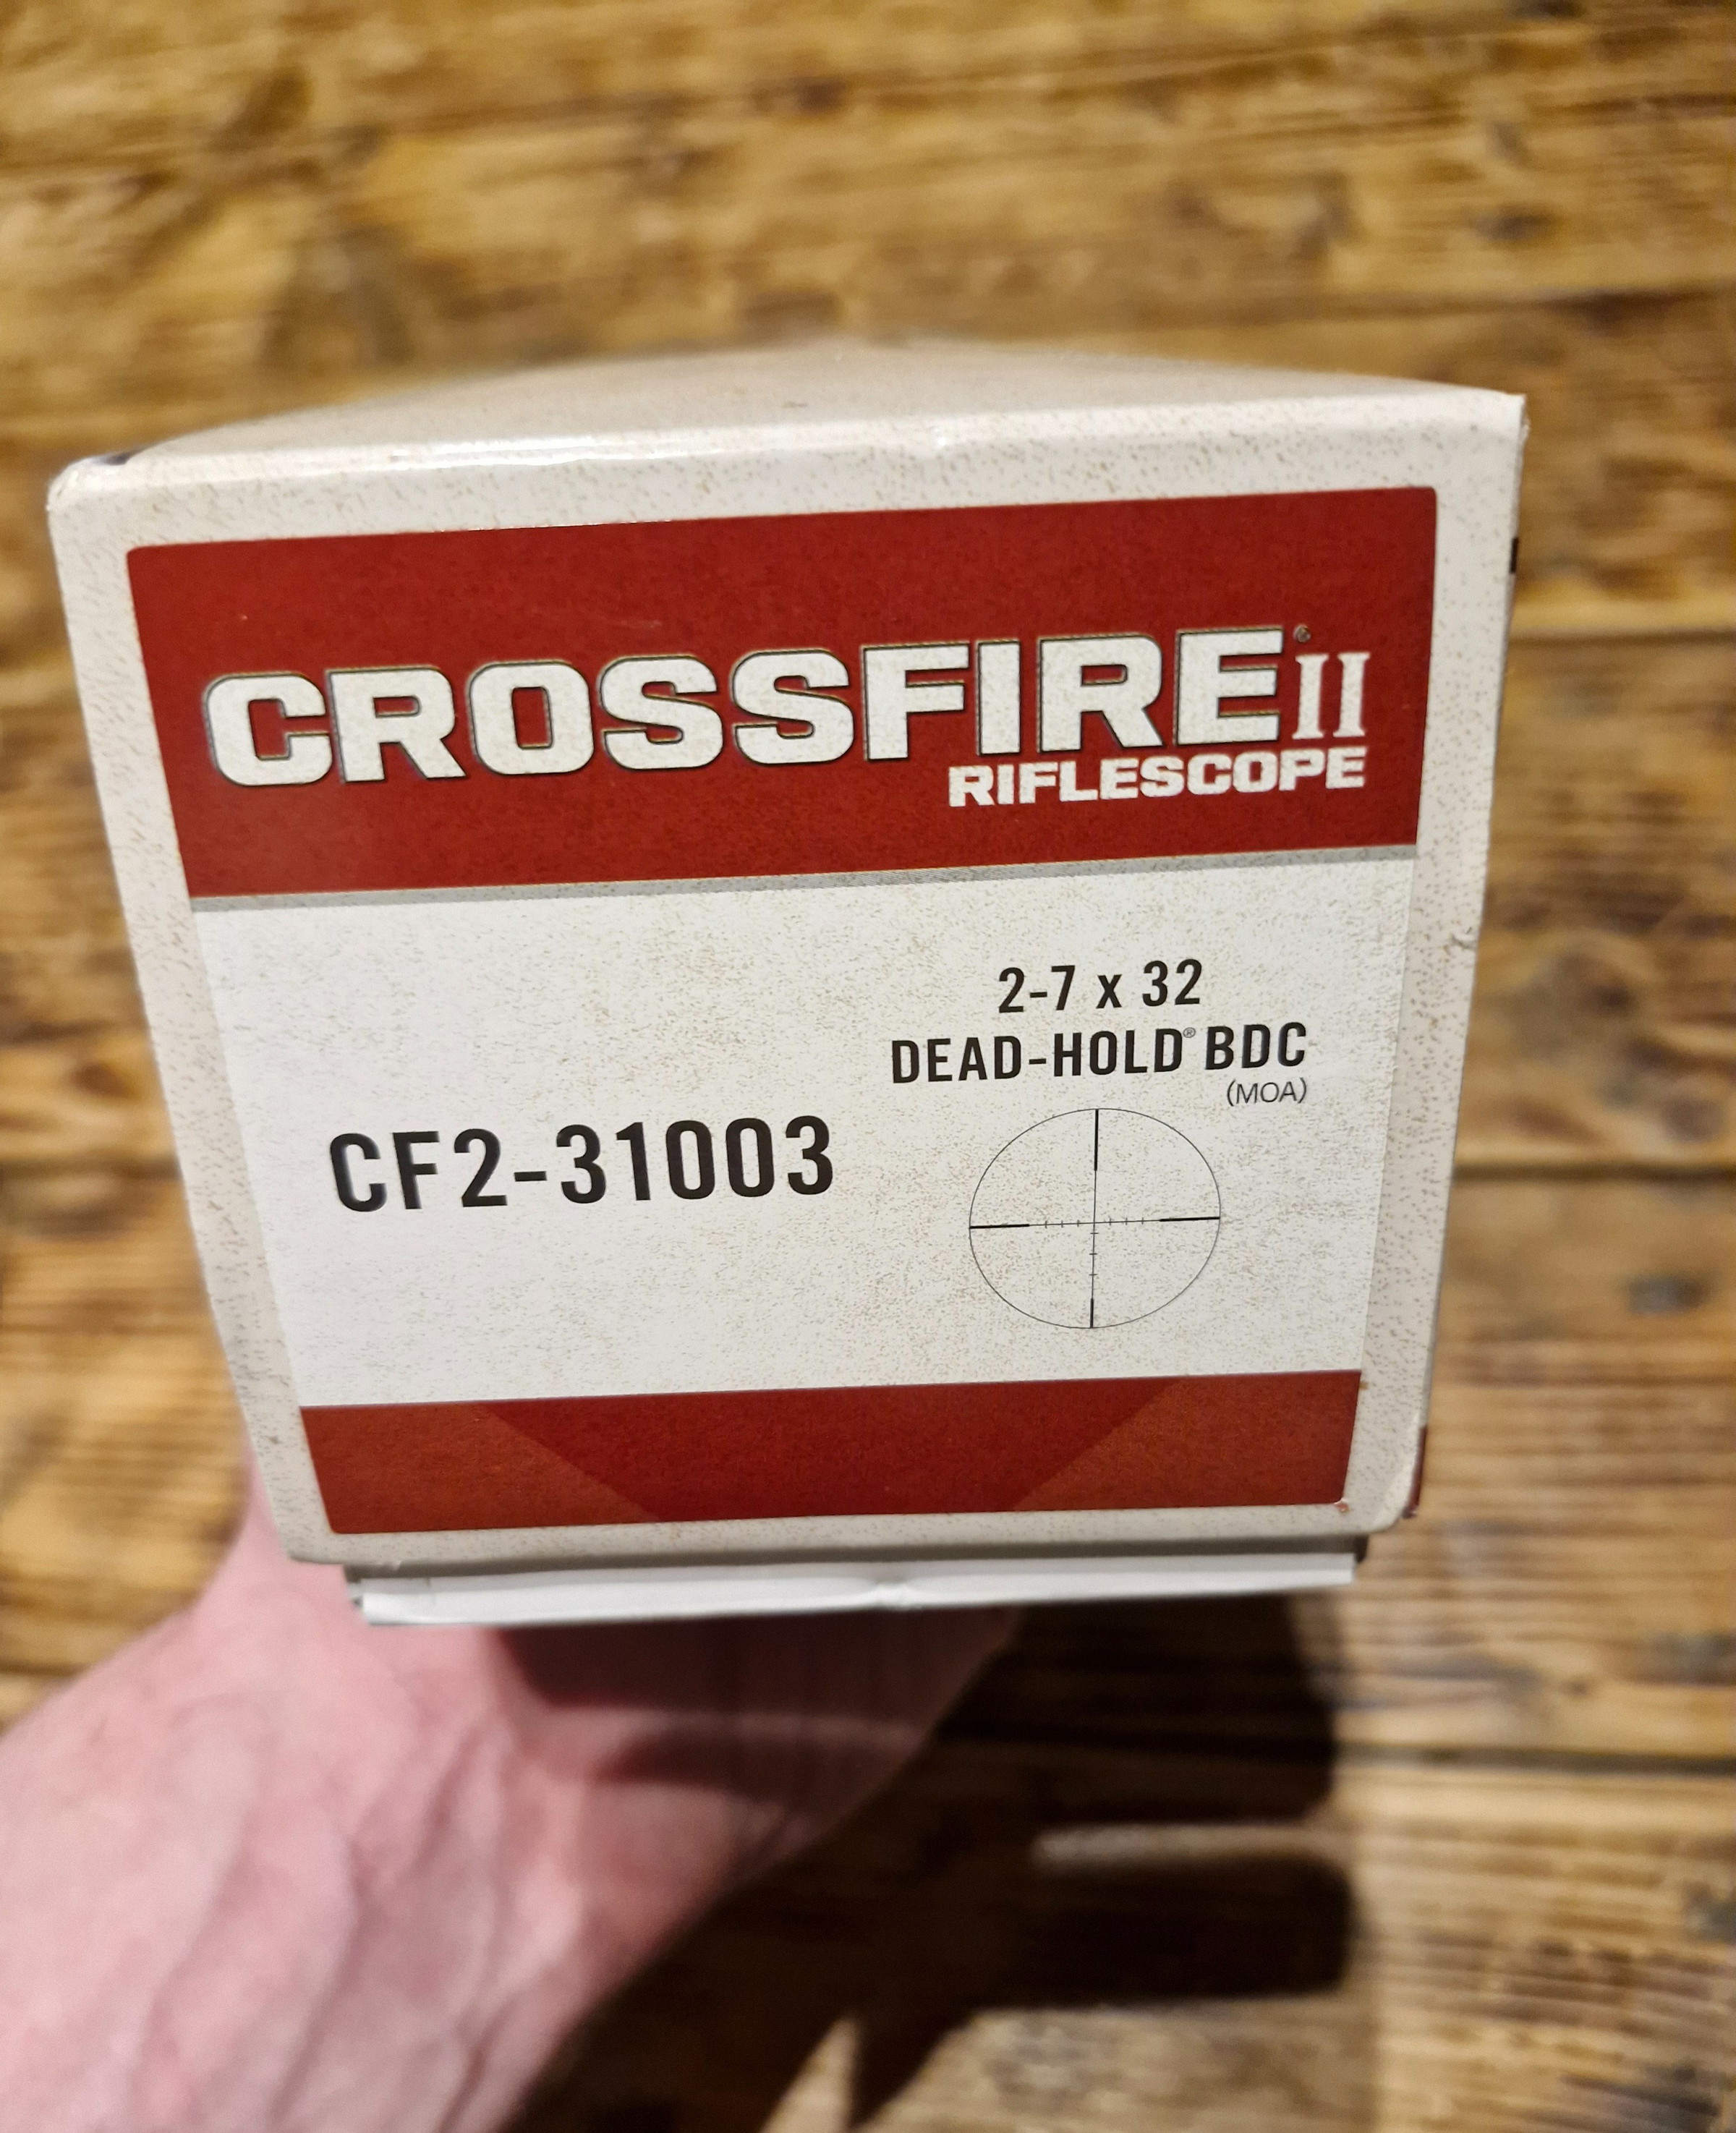 CROSSFIRE® II
RIFLESCOPE
2-7 x 32
DEAD-HOLD® BDC
(MOA)
CF2-31003